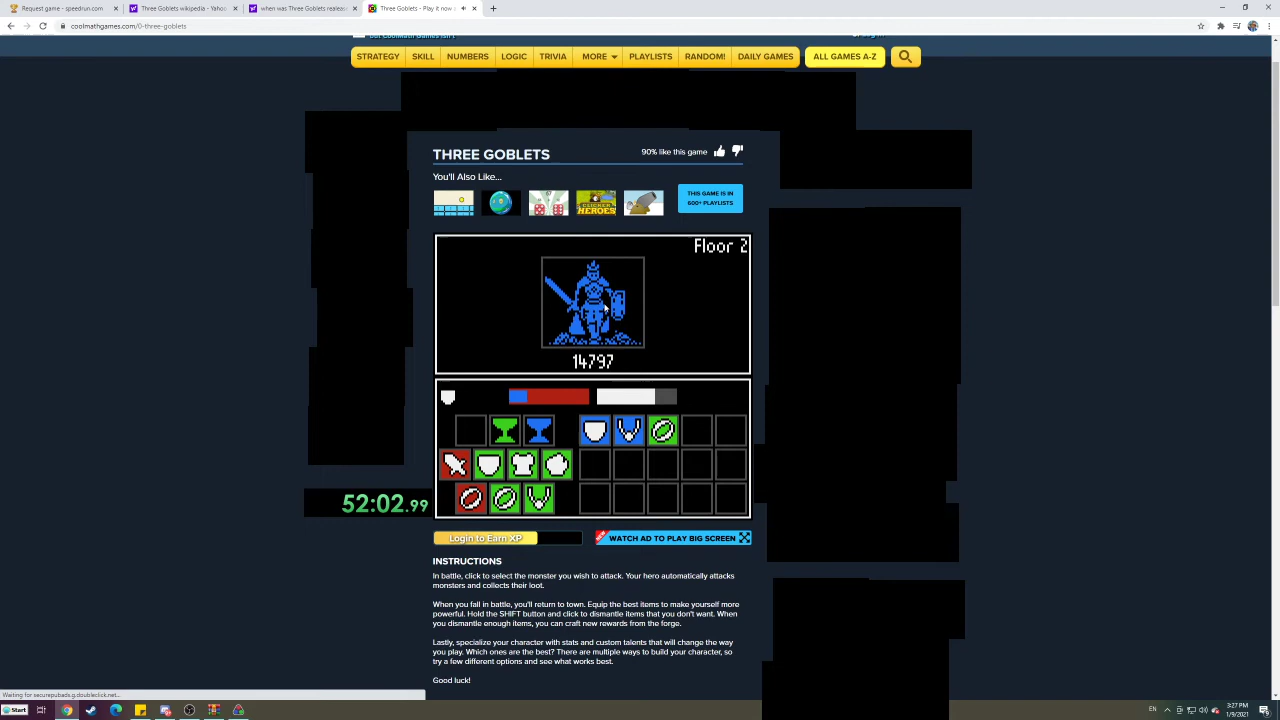 Request game - speedrun.com
Three Goblets wikipedia - Yahoo
when was Three Goblets realease
Three Goblets - Play it now a
coolmathgames.com/0-three-goblets
STRATEGY SKILL NUMBERS LOGIC TRIVIA MORE PLAYLISTS RANDOM! DAILY GAMES ALL GAMES A-Z
THREE GOBLETS
90% like this game
You'll Also Like...
THIS GAME IS IN
600+ PLAYLISTS
CLICKER
HEROES
Floor 2
14797
52:02.99
Login to Earn XP
NEW WATCH AD TO PLAY BIG SCREEN
INSTRUCTIONS
In battle, click to select the monster you wish to attack. Your hero automatically attacks
monsters and collects their loot.
When you fall in battle, you'll return to town. Equip the best items to make yourself more
powerful. Hold the SHIFT button and click to dismantle items that you don't want. When
you dismantle enough items, you can craft new rewards from the forge.
Lastly, specialize your character with stats and custom talents that will change the way
you play. Which ones are the best? There are multiple ways to build your character, so
try a few different options and see what works best.
Good luck!
Waiting for securepubads.g.doubleclick.net...
Start
EN
3:27 PM
1/9/2021